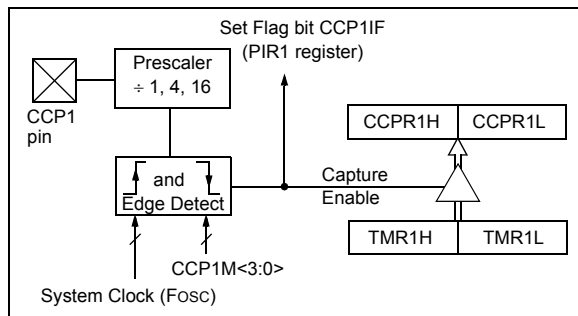 Set Flag bit CCP1IF
(PIR1 register)
Prescaler
÷ 1, 4, 16
CCP1
pin
CCPR1H CCPR1L
and
Edge Detect
Capture
Enable
TMR1H TMR1L
CCP1M<3:0>
System Clock (FOSC)